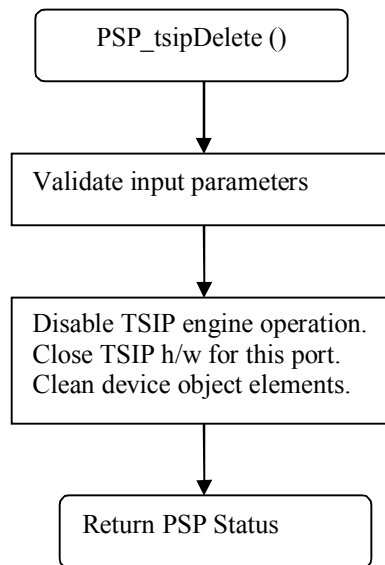 PSP_tsipDelete ()
Validate input parameters
Disable TSIP engine operation.
Close TSIP h/w for this port.
Clean device object elements.
Return PSP Status